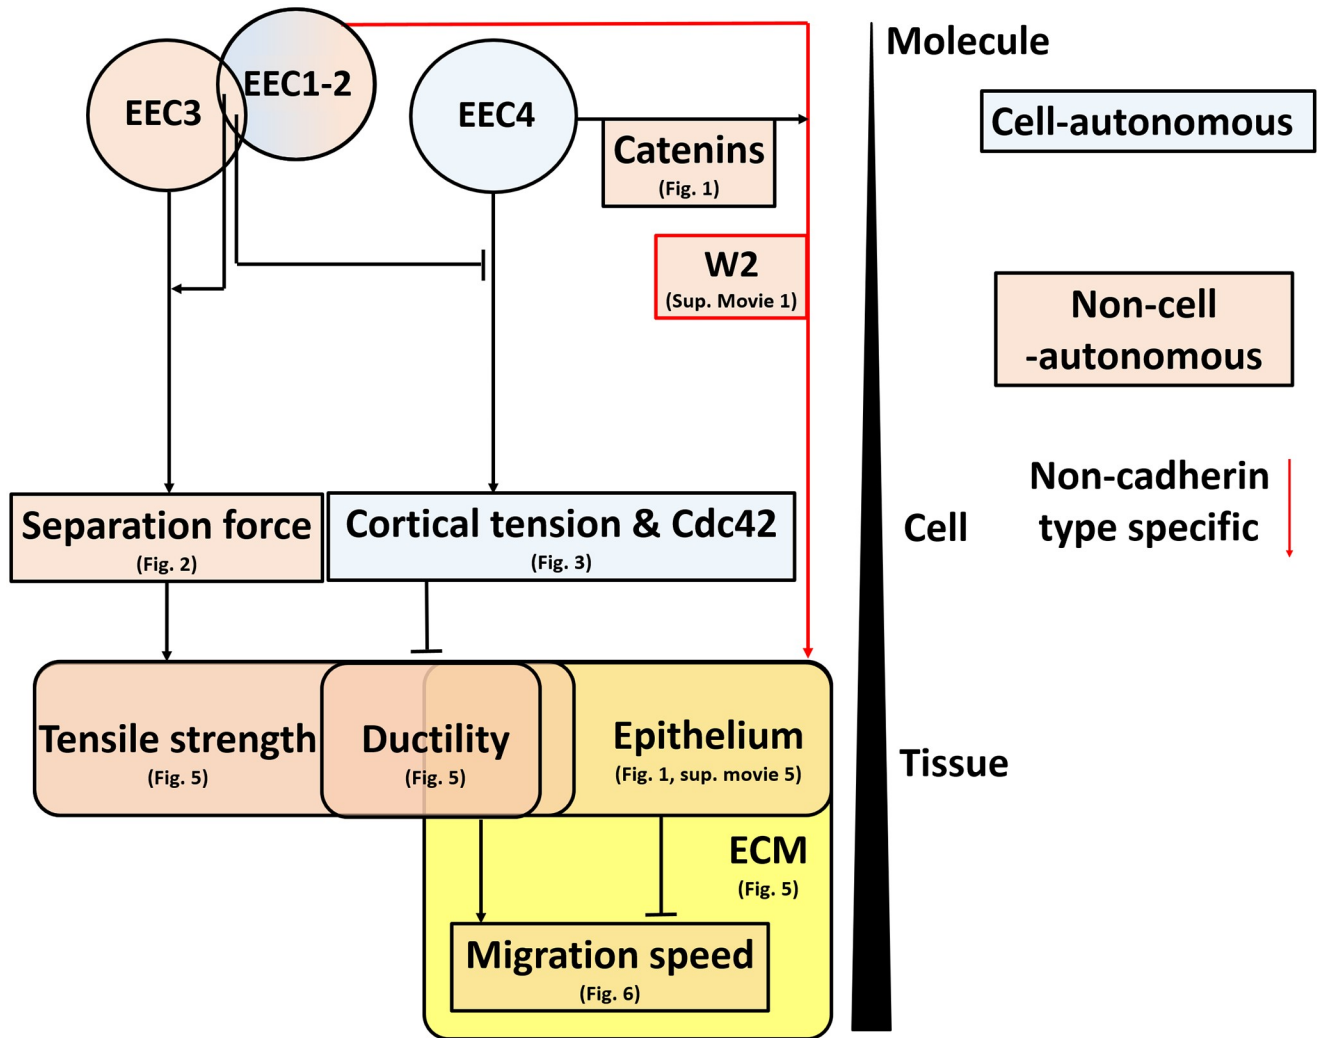 EEC3
EEC1-2
EEC4
Catenins
(Fig. 1)
W2
(Sup. Movie 1)
Separation force
(Fig. 2)
Cortical tension & Cdc42
(Fig. 3)
Tensile strength
(Fig. 5)
Ductility
(Fig. 5)
Epithelium
(Fig. 1, sup. movie 5)
ECM
(Fig. 5)
Migration speed
(Fig. 6)
Molecule
Cell
Tissue
Cell-autonomous
Non-cell
-autonomous
Non-cadherin
type specific